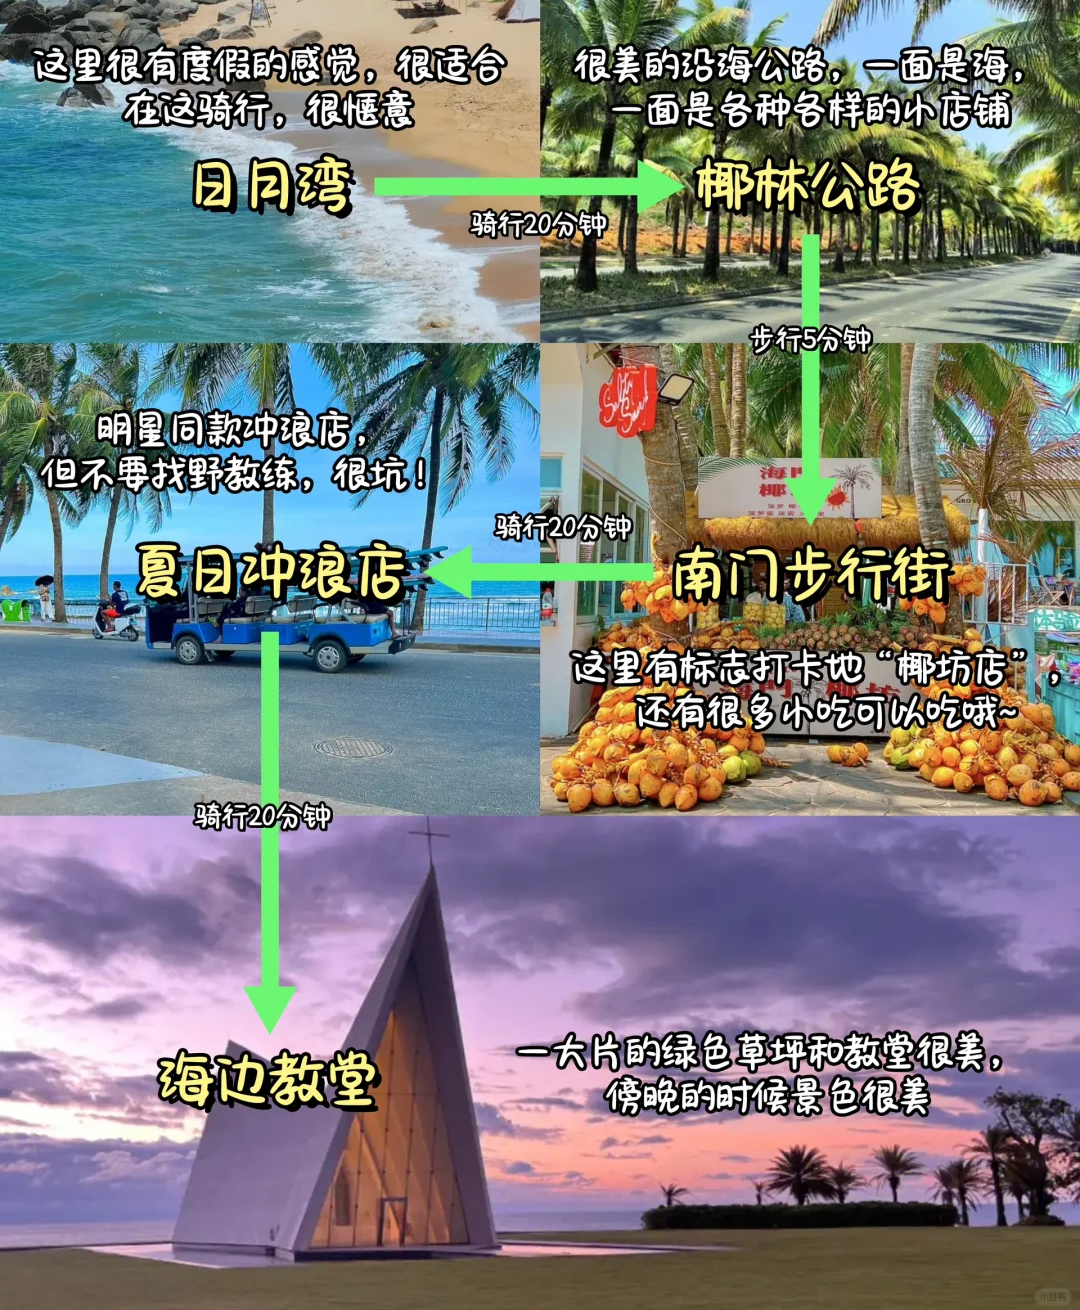 这里很有度假的感觉，很适合
在这骑行，很惬意
日月湾
骑行20分钟
很美的沿海公路，一面是海，
一面是各种各样的小店铺
椰林公路
步行5分钟
明星同款冲浪店，
但不要找野教练，很坑！
夏日冲浪店
骑行20分钟
海门
南门步行街
这里有标志打卡地“椰坊店”，
还有很多小吃可以吃哦~
骑行20分钟
海边教堂
一大片的绿色草坪和教堂很美，
傍晚的时候景色很美
小红书